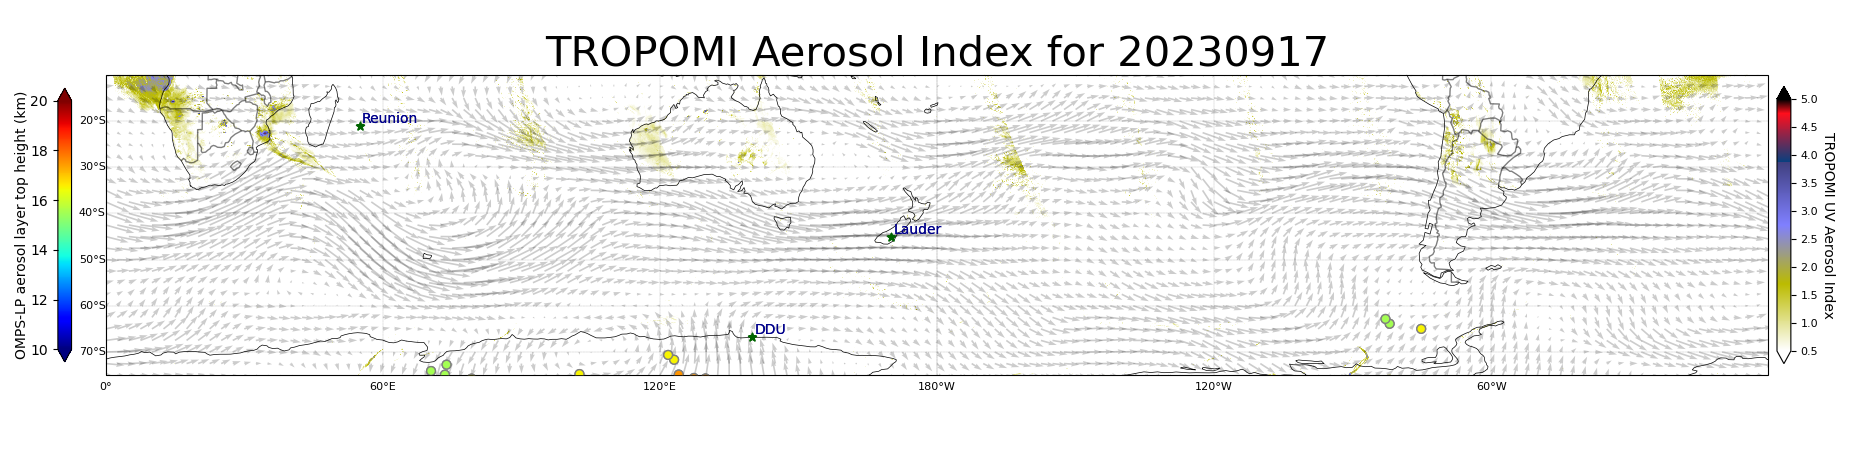 TROPOMI Aerosol Index for 20230917
OMPS-LP aerosol layer top height (km)
20
18
16
14
12
10
20°S
30°S
40°S
50°S
60°S
70°S
0°
60°E
120°E
180°W
120°W
60°W
Reunion
Lauder
DDU
5.0
4.5
4.0
3.5
3.0
2.5
2.0
1.5
1.0
0.5
TROPOMI UV Aerosol Index